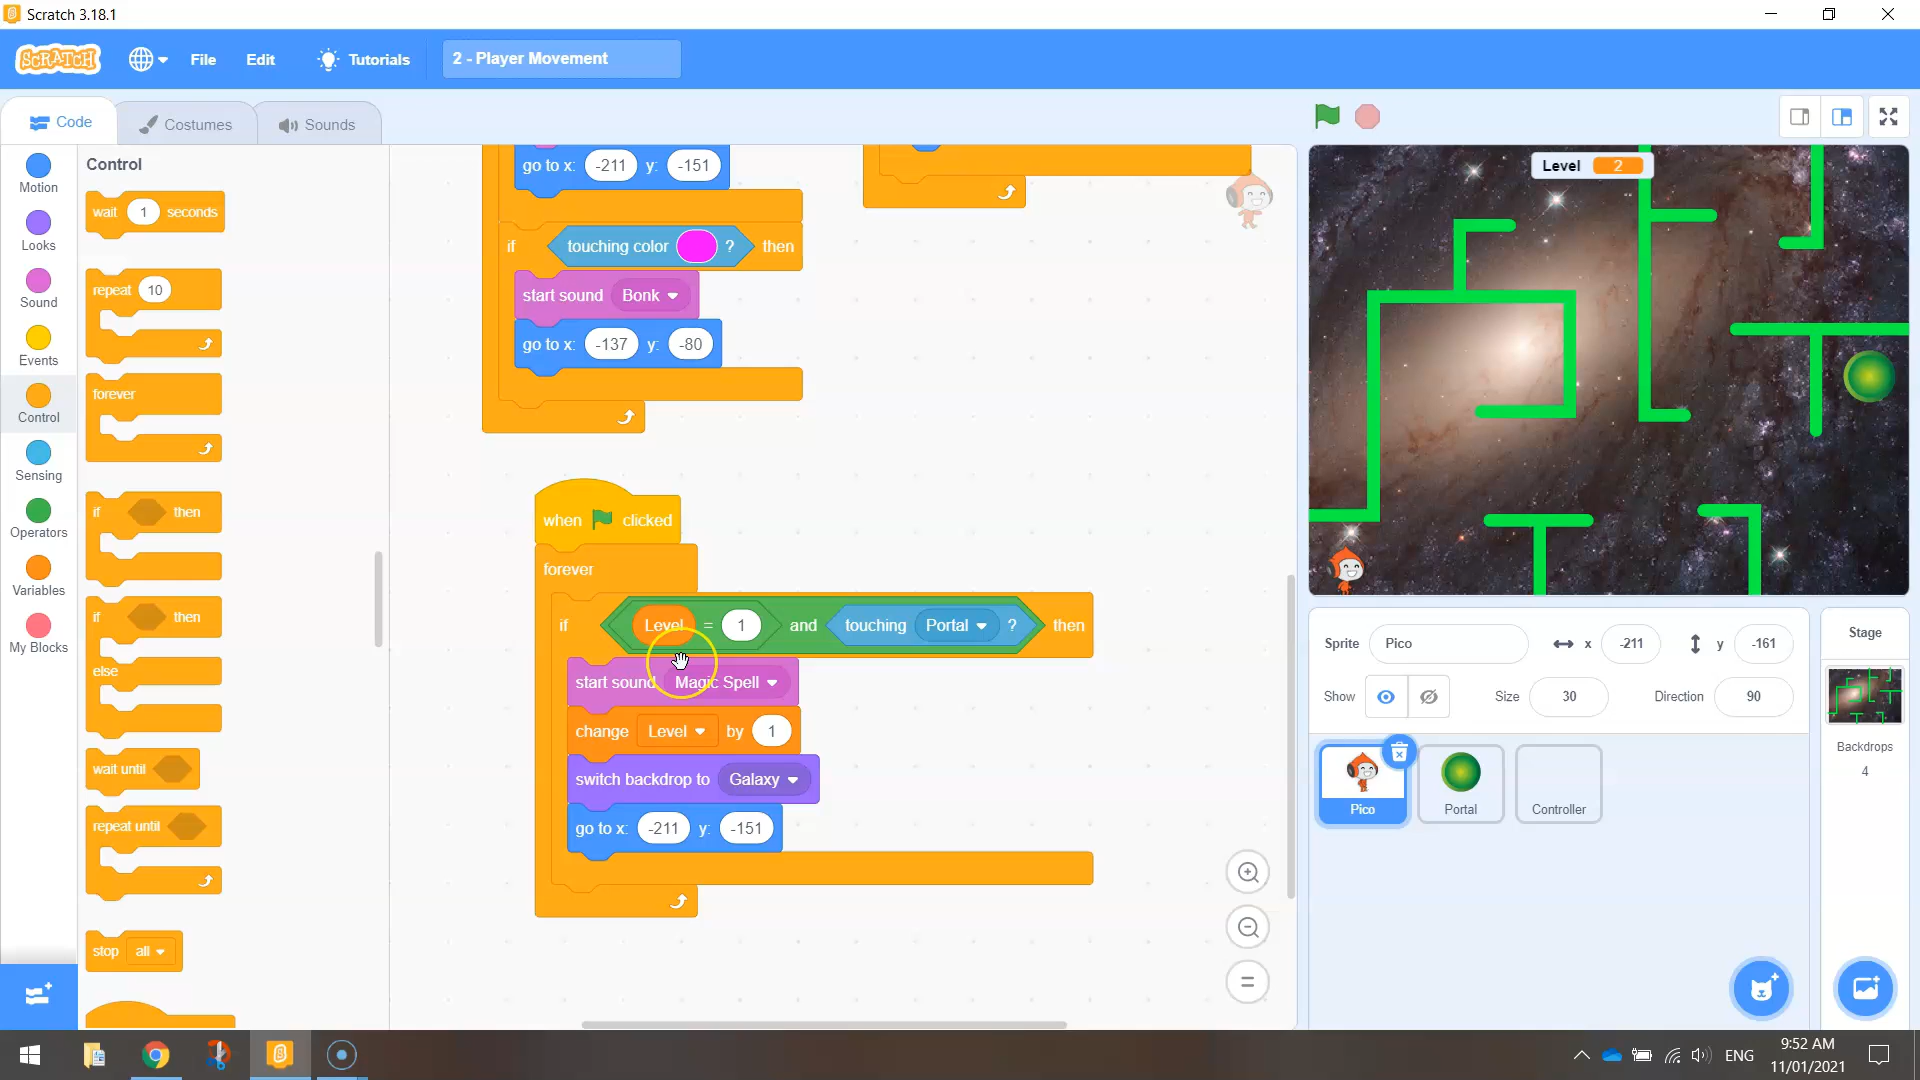 Scratch 3.18.1
SCRATCH
File
Edit
Tutorials
2 - Player Movement
Code
Costumes
Sounds
Motion
Looks
Sound
Events
Control
Sensing
Operators
Variables
My Blocks
Control
wait 1 seconds
repeat 10
forever
if then
if then
else
wait until
repeat until
stop all
go to x: -211 y: -151
if touching color ? then
start sound Bonk
go to x: -137 y: -80
when clicked
forever
if Level = 1 and touching Portal ? then
start sound Magic Spell
change Level by 1
switch backdrop to Galaxy
go to x: -211 y: -151
Level 2
Sprite Pico x -211 y -161
Show Size 30 Direction 90
Pico
Portal
Controller
Stage
Backdrops
4
ENG
9:52 AM
11/01/2021